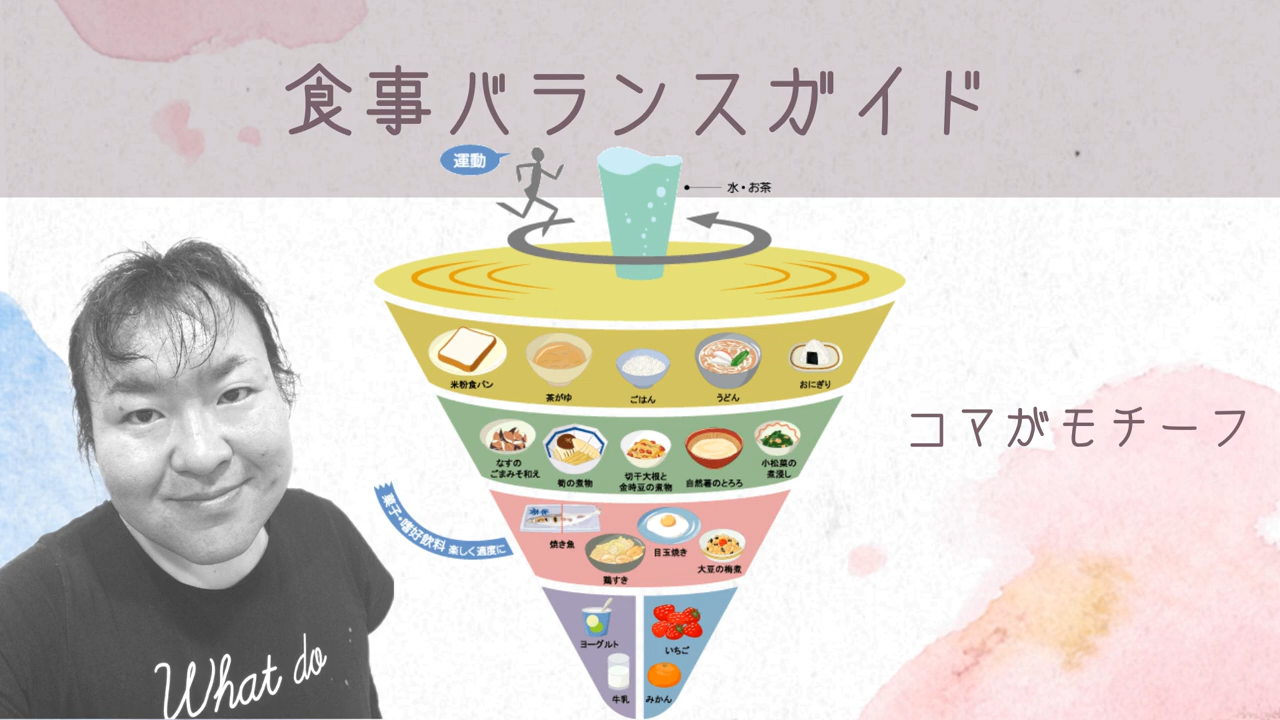 食事バランスガイド
運動
水・お茶
米粉食パン
茶がゆ
ごはん
うどん
おにぎり
コマがモチーフ
なすの
ごまみそ和え
筍の煮物
切干大根と
金時豆の煮物
自然薯のとろろ
小松菜の
煮浸し
菓子・嗜好飲料 楽しく適度に
焼き魚
鶏すき
目玉焼き
大豆の梅煮
ヨーグルト
牛乳
いちご
みかん
What do